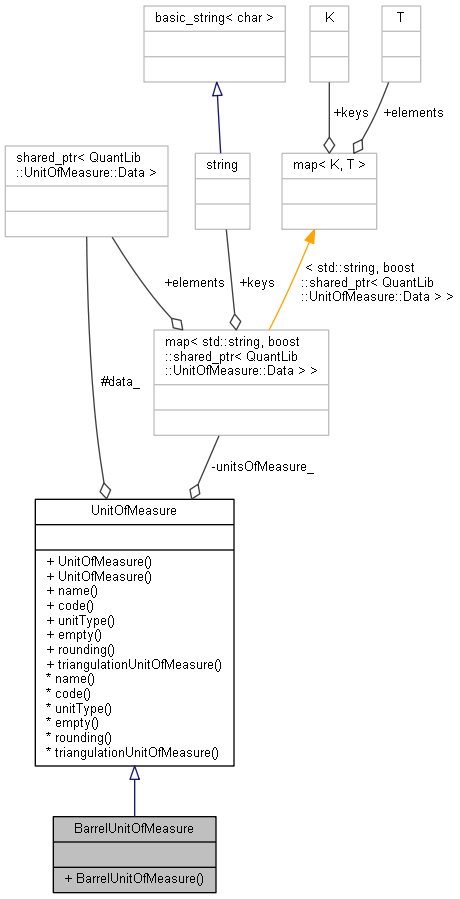 basic_string< char >
K
T
+keys
+elements
shared_ptr< QuantLib
::UnitOfMeasure::Data >
string
map< K, T >
+elements
+keys
< std::string, boost
::shared_ptr< QuantLib
::UnitOfMeasure::Data > >
map< std::string, boost
::shared_ptr< QuantLib
::UnitOfMeasure::Data > >
#data_
-unitsOfMeasure_
UnitOfMeasure
+ UnitOfMeasure()
+ UnitOfMeasure()
+ name()
+ code()
+ unitType()
+ empty()
+ rounding()
+ triangulationUnitOfMeasure()
* name()
* code()
* unitType()
* empty()
* rounding()
* triangulationUnitOfMeasure()
BarrelUnitOfMeasure
+ BarrelUnitOfMeasure()